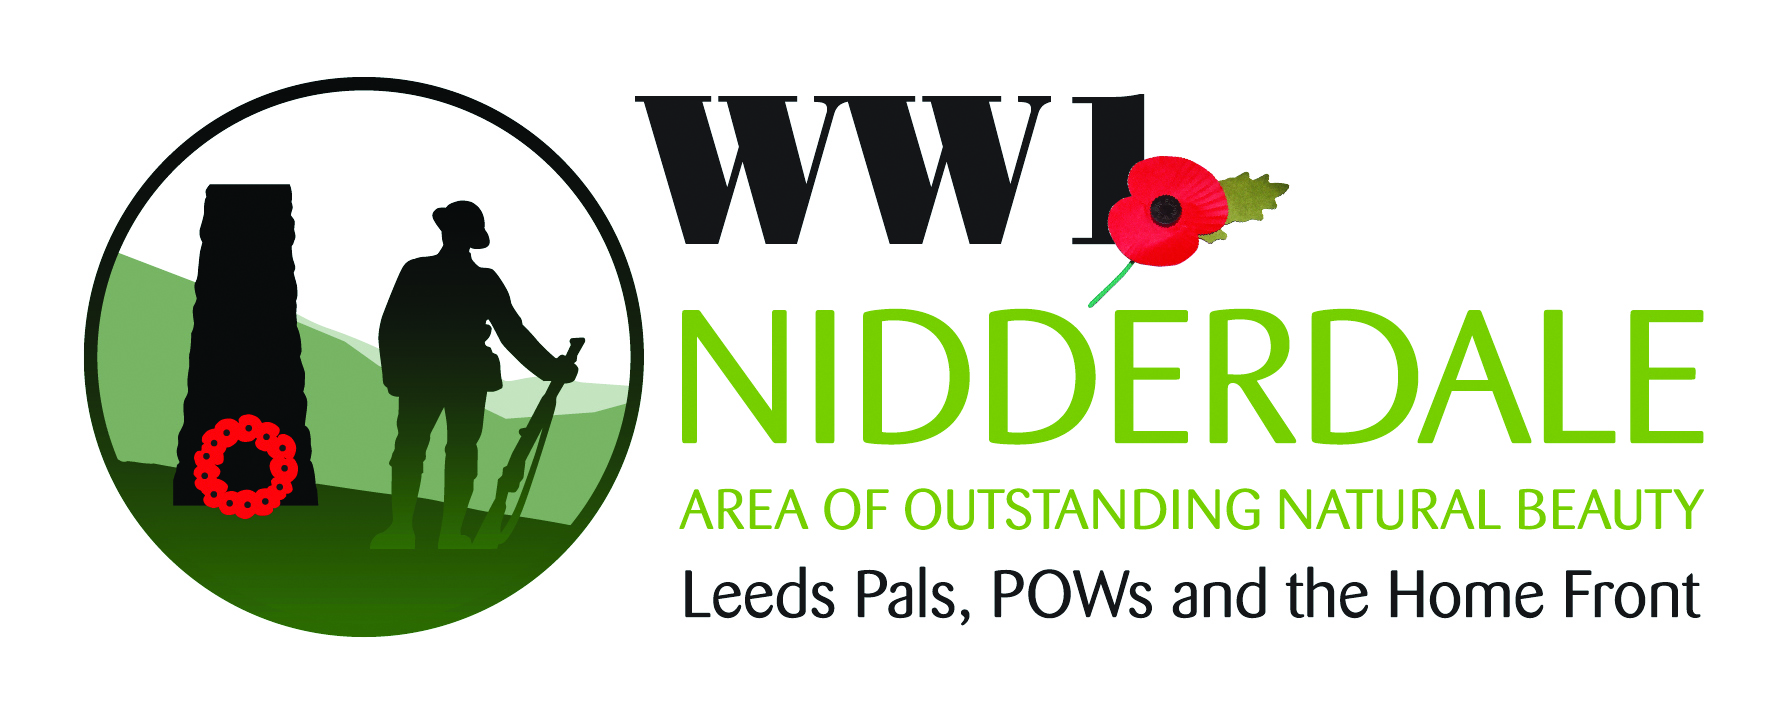 WW1
NIDDERDALE
AREA OF OUTSTANDING NATURAL BEAUTY
Leeds Pals, POWs and the Home Front